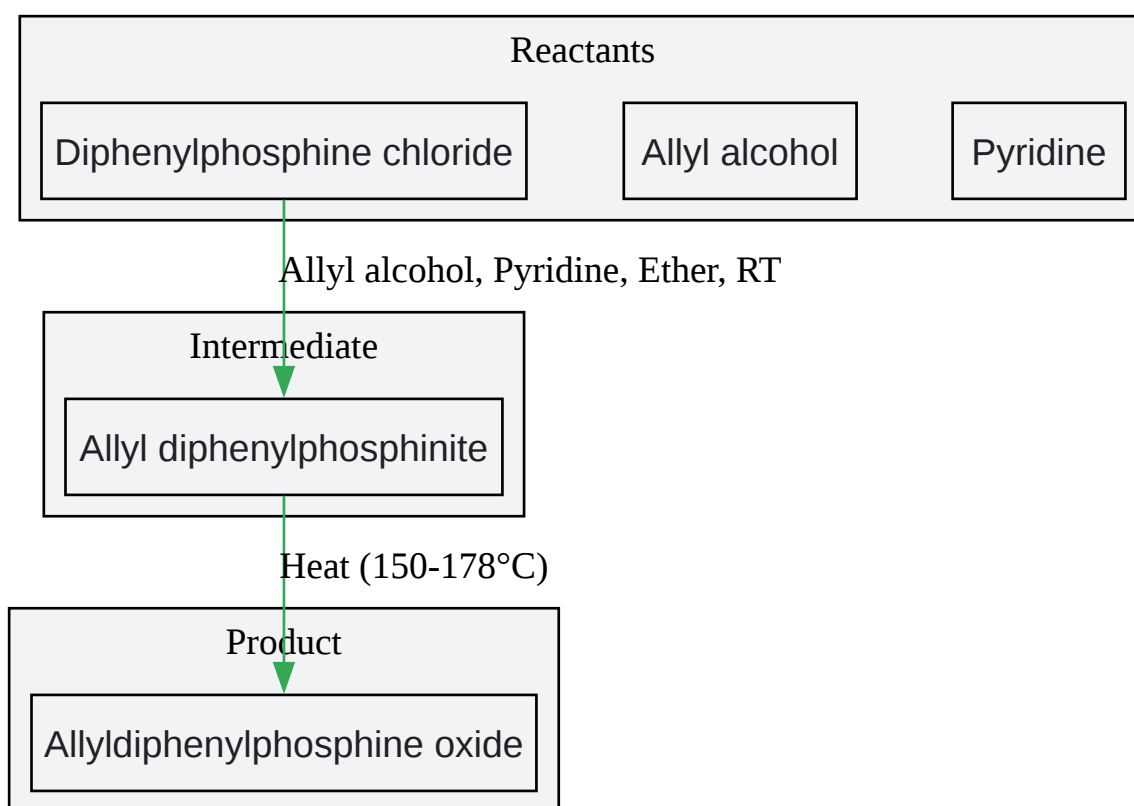 Reactants
Diphenylphosphine chloride
Allyl alcohol
Pyridine
Allyl alcohol, Pyridine, Ether, RT
Intermediate
Allyl diphenylphosphinite
Heat (150-178°C)
Product
Allyldiphenylphosphine oxide